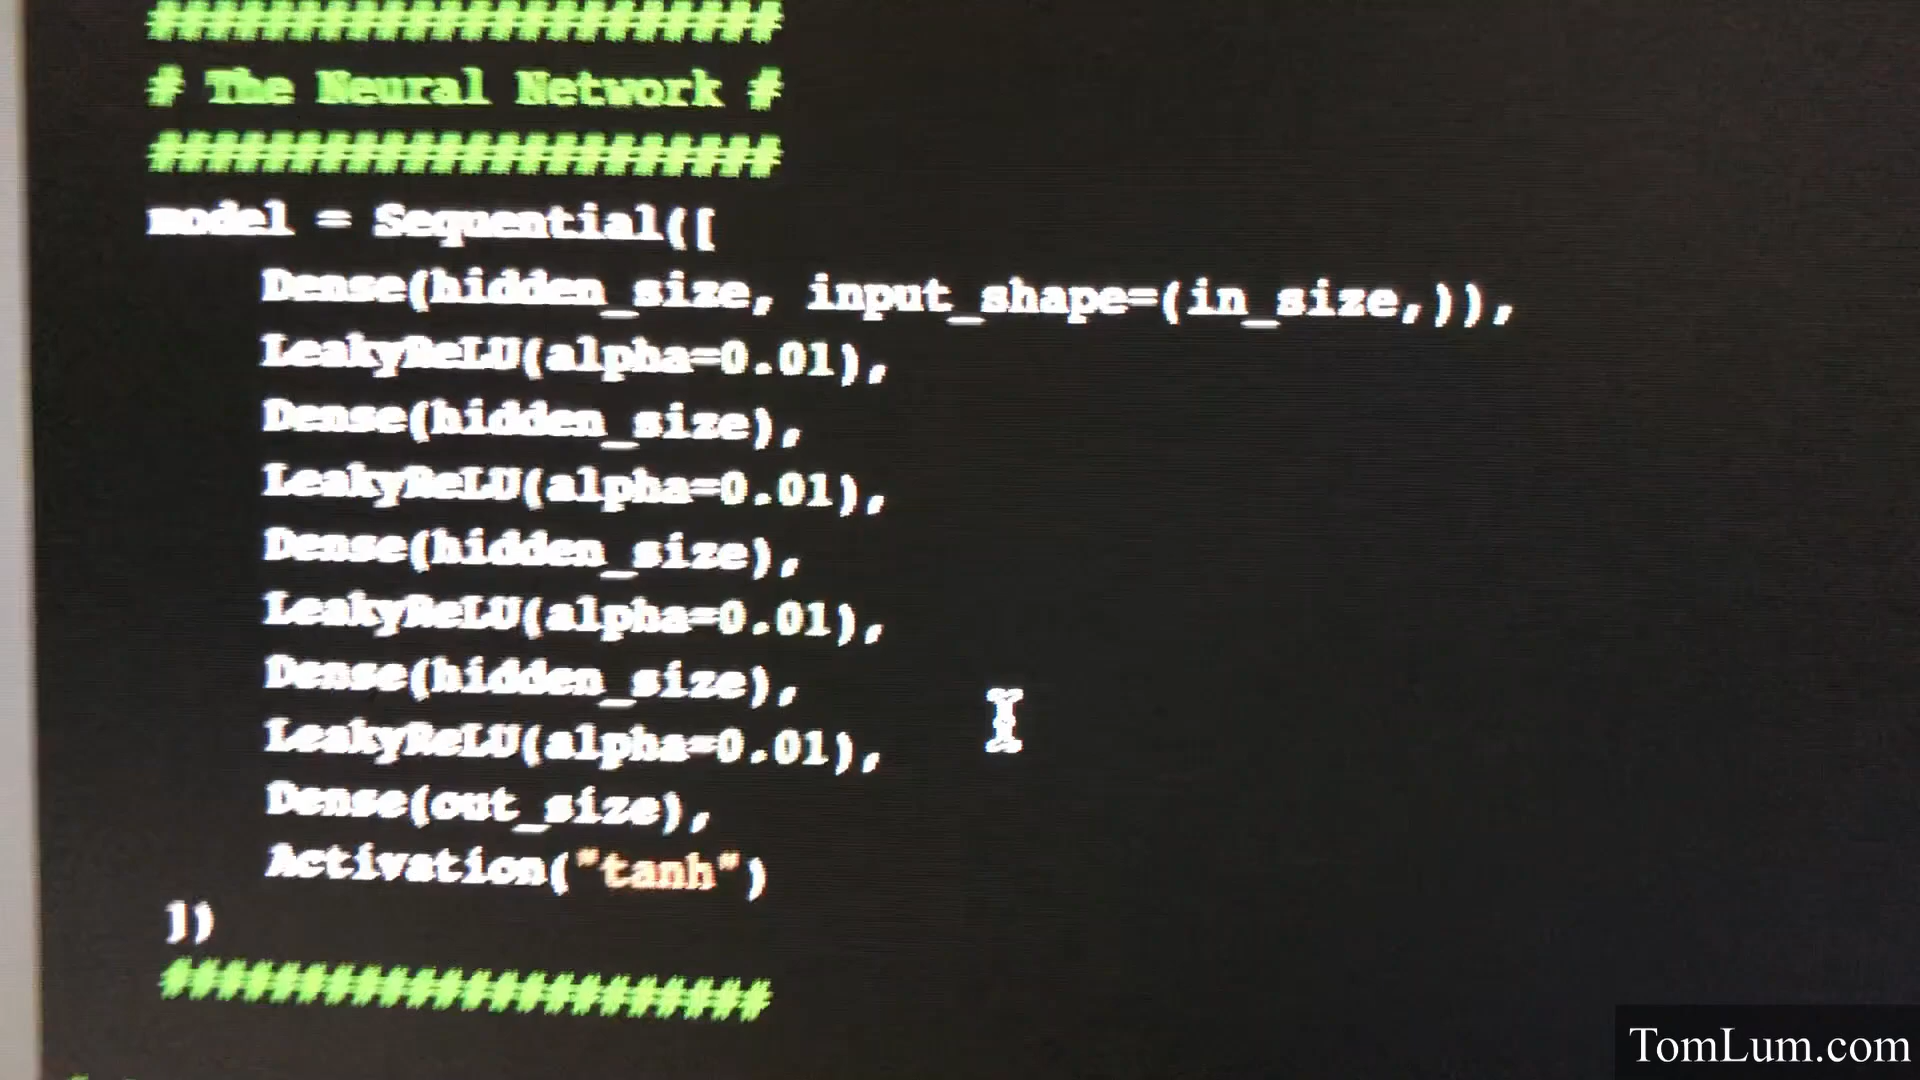 ######################
# The Neural Network #
######################
model = Sequential([
    Dense(hidden_size, input_shape=(in_size,)),
    LeakyReLU(alpha=0.01),
    Dense(hidden_size),
    LeakyReLU(alpha=0.01),
    Dense(hidden_size),
    LeakyReLU(alpha=0.01),
    Dense(hidden_size),
    LeakyReLU(alpha=0.01),
    Dense(out_size),
    Activation("tanh")
])
######################
TomLum.com